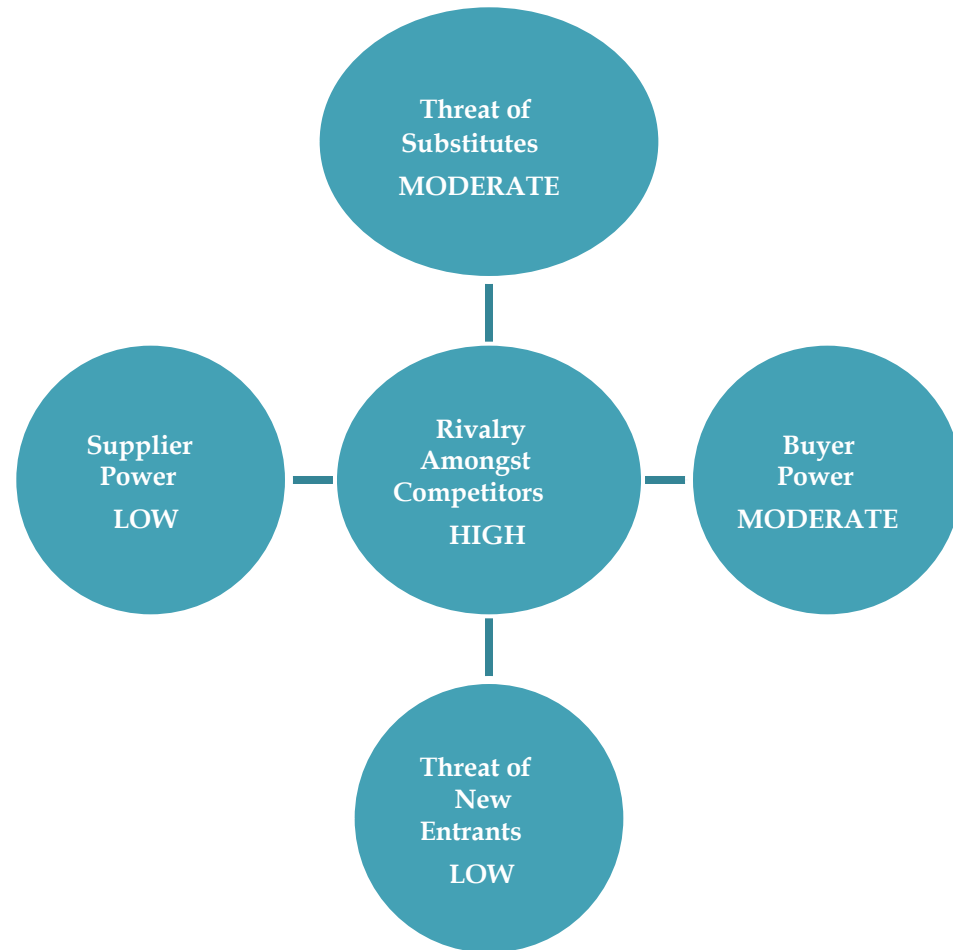 Threat of
Substitutes
MODERATE
Supplier
Power
LOW
Rivalry
Amongst
Competitors
HIGH
Buyer
Power
MODERATE
Threat of
New
Entrants
LOW